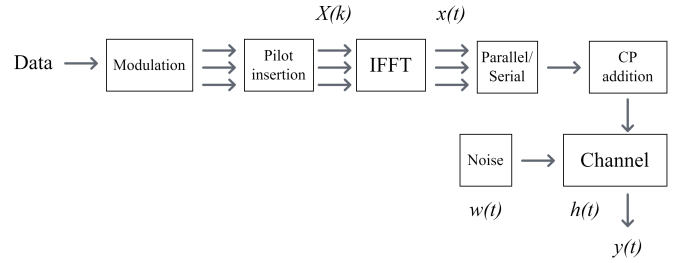 X(k)
x(t)
Data
Modulation
Pilot
insertion
IFFT
Parallel/
Serial
CP
addition
Noise
Channel
w(t)
h(t)
y(t)